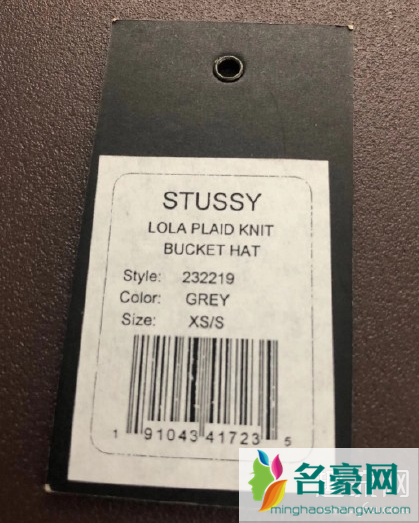 STUSSY
LOLA PLAID KNIT
BUCKET HAT
Style: 232219
Color: GREY
Size: XS/S
1 91043 41723 5
名豪网
minghaoshangwu.com